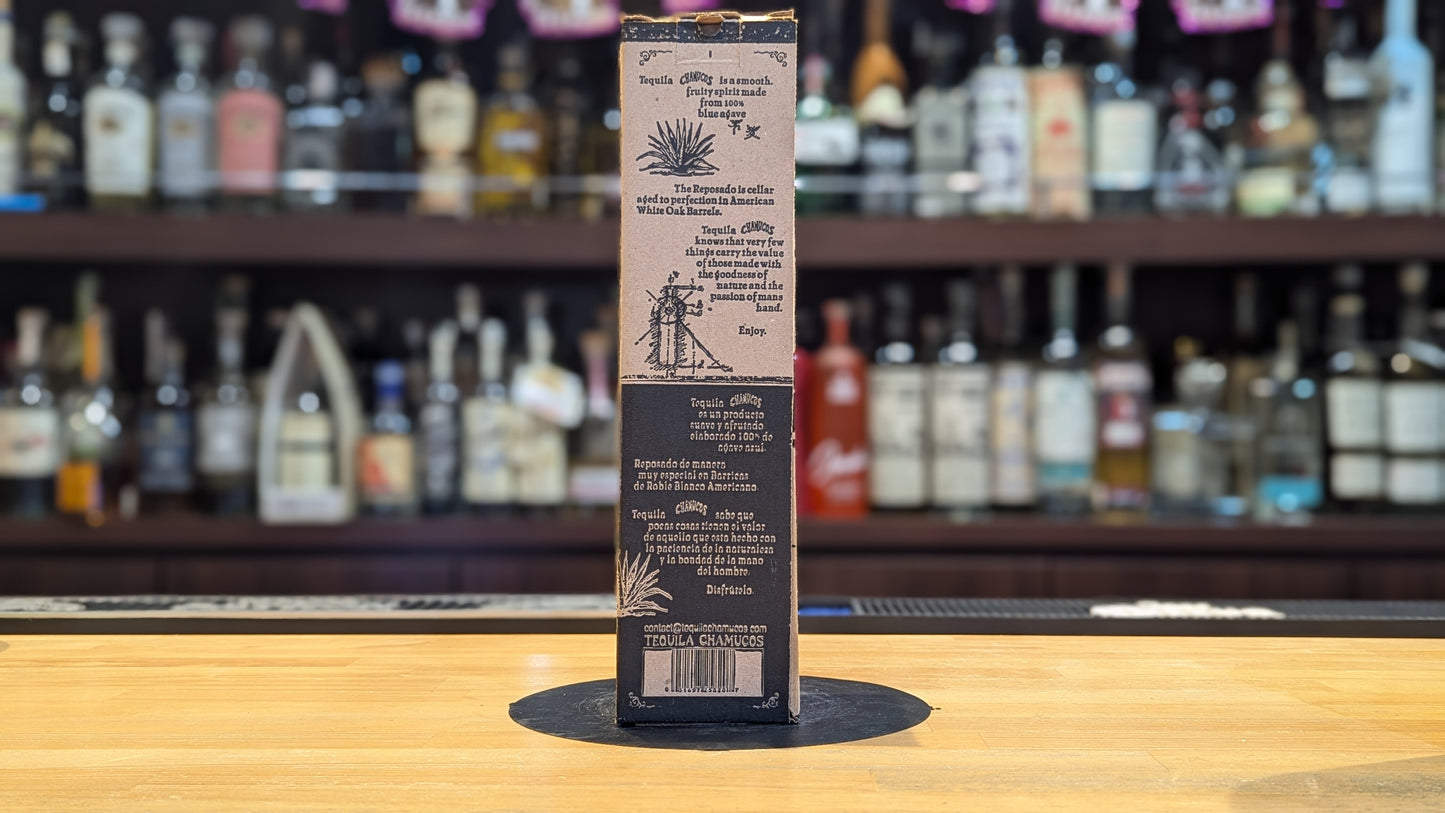 Tequila CHAMUCOS is a smooth.
fruity spirit made
from 100%
blue agave
The Reposado is cellar
aged to perfection in American
White Oak Barrels.
Tequila CHAMUCOS
knows that very few
things carry the value
of those made with
the goodness of
nature and the
passion of mans
hand.
Enjoy.
Tequila CHAMUCOS
es un producto
suave y afrutado
elaborado 100% de
agave azul.
Reposado de manera
muy especial en Barricas
de Roble Blanco Americano.
Tequila CHAMUCOS sabe que
pocas cosas tienen el valor
de aquello que esta hecho con
la paciencia de la naturaleza
y la bondad de la mano
del hombre.
Disfrútelo.
contact@tequilachamucos.com
TEQUILA CHAMUCOS